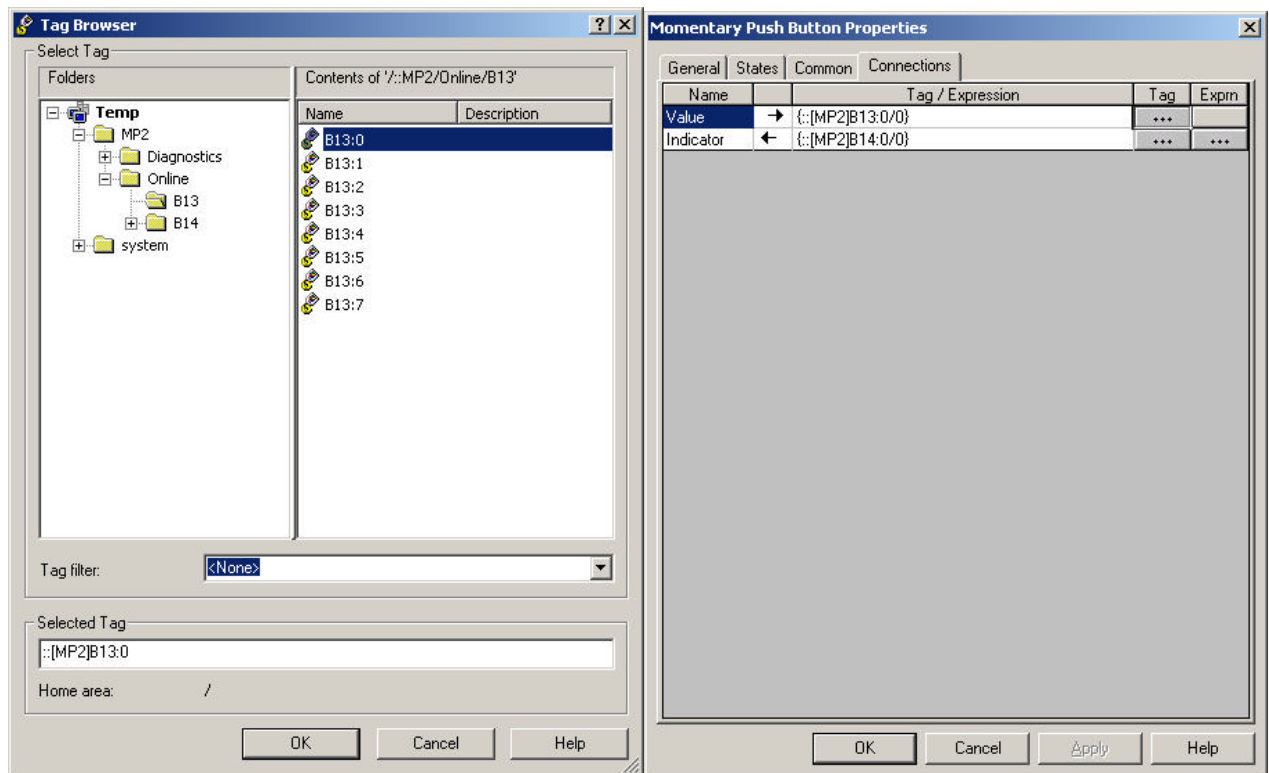 Tag Browser
Select Tag
Folders
Contents of '/::MP2/Online/B13'
Temp
MP2
Diagnostics
Online
B13
B14
system
Name Description
B13:0
B13:1
B13:2
B13:3
B13:4
B13:5
B13:6
B13:7
Tag filter: <None>
Selected Tag
::[MP2]B13:0
Home area: /
OK Cancel Help
Momentary Push Button Properties
General States Common Connections
Name Tag / Expression Tag Exprn
Value {::[MP2]B13:0/0} ...
Indicator {::[MP2]B14:0/0} ... ...
OK Cancel Apply Help